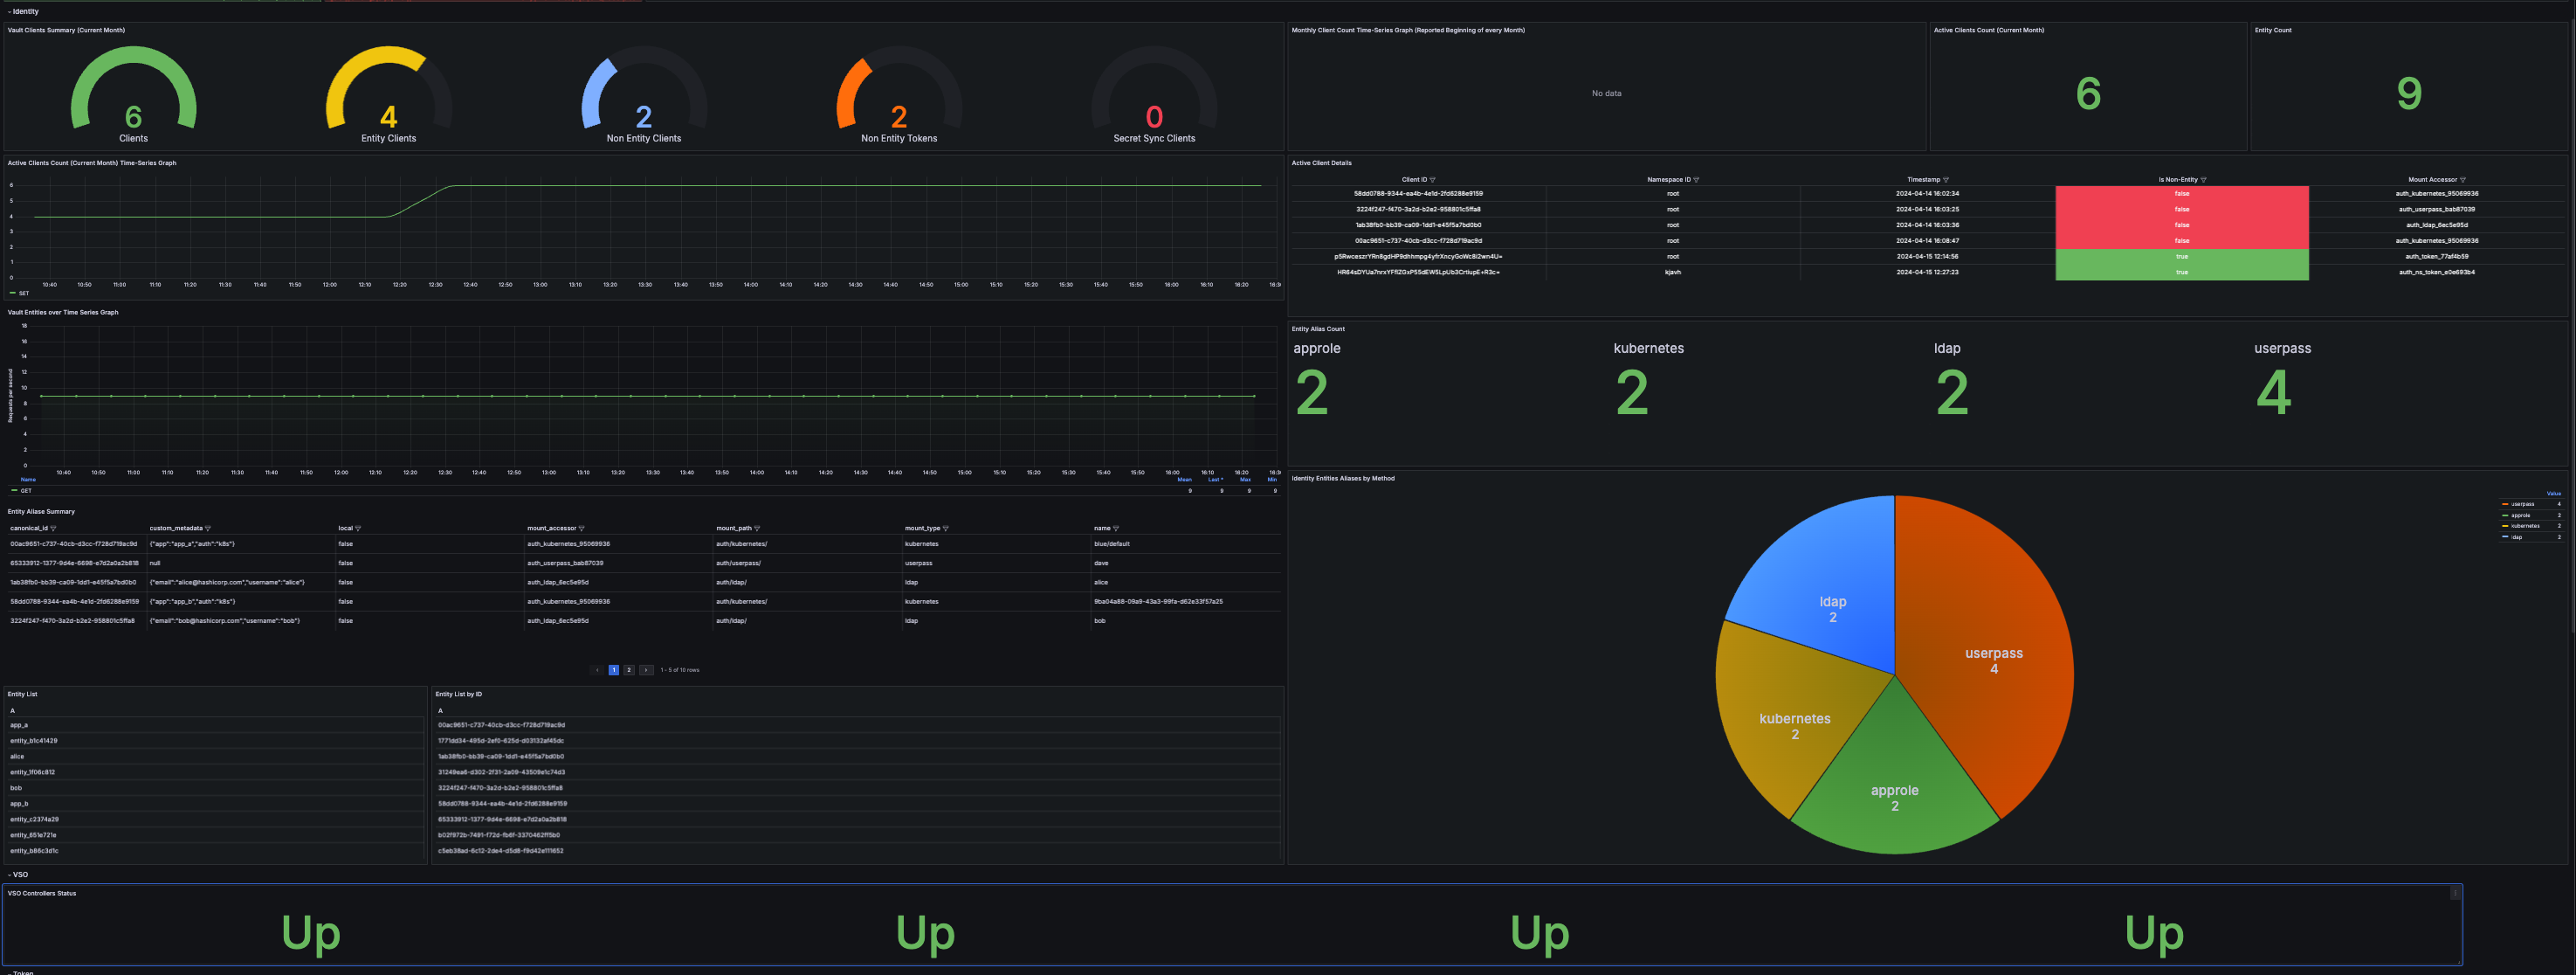 Identity
Vault Clients Summary (Current Month)
6
Clients
4
Entity Clients
2
Non Entity Clients
2
Non Entity Tokens
0
Secret Sync Clients
Monthly Client Count Time-Series Graph (Reported Beginning of every Month)
No data
Active Clients Count (Current Month)
6
Entity Count
9
Active Clients Count (Current Month) Time-Series Graph
6
5
4
3
2
1
0
10:40 10:50 11:00 11:10 11:20 11:30 11:40 11:50 12:00 12:10 12:20 12:30 12:40 12:50 13:00 13:10 13:20 13:30 13:40 13:50 14:00 14:10 14:20 14:30 14:40 14:50 15:00 15:10 15:20 15:30 15:40 15:50 16:00 16:10 16:20
SET
Active Client Details
Client ID Namespace ID Timestamp Is Non-Entity Mount Accessor
58dd0788-9344-ea4b-4e1d-2fd6288e9159 root 2024-04-14 16:02:34 false auth_kubernetes_95069936
3224f247-f470-3a2d-b2e2-958801c5ffa8 root 2024-04-14 16:03:25 false auth_userpass_bab87039
1ab38fb0-bb39-ca09-1dd1-e45f5a7bd0b0 root 2024-04-14 16:03:36 false auth_ldap_6ec5e95d
00ac9651-c737-40cb-d3cc-f728d719ac9d root 2024-04-14 16:08:47 false auth_kubernetes_95069936
root 2024-04-15 12:14:56 true auth_token_77af4b59
kjavh 2024-04-15 12:27:23 true auth_ns_token_e0e693b4
Vault Entities over Time Series Graph
Requests per second
18
16
14
12
10
8
6
4
2
0
10:40 10:50 11:00 11:10 11:20 11:30 11:40 11:50 12:00 12:10 12:20 12:30 12:40 12:50 13:00 13:10 13:20 13:30 13:40 13:50 14:00 14:10 14:20 14:30 14:40 14:50 15:00 15:10 15:20 15:30 15:40 15:50 16:00 16:10 16:20
Name Mean Last * Max Min
GET 9 9 9 9
Entity Alias Count
approle
2
kubernetes
2
ldap
2
userpass
4
Entity Aliase Summary
canonical_id custom_metadata local mount_accessor mount_path mount_type name
00ac9651-c737-40cb-d3cc-f728d719ac9d {"app":"app_a","auth":"k8s"} false auth_kubernetes_95069936 auth/kubernetes/ kubernetes blue/default
65333912-1377-9d4e-6698-e7d2a0a2b818 null false auth_userpass_bab87039 auth/userpass/ userpass dave
1ab38fb0-bb39-ca09-1dd1-e45f5a7bd0b0 {"email":"alice@hashicorp.com","username":"alice"} false auth_ldap_6ec5e95d auth/ldap/ ldap alice
58dd0788-9344-ea4b-4e1d-2fd6288e9159 {"app":"app_b","auth":"k8s"} false auth_kubernetes_95069936 auth/kubernetes/ kubernetes 9ba04a88-09a9-43a3-99fa-d62e33f57a25
3224f247-f470-3a2d-b2e2-958801c5ffa8 {"email":"bob@hashicorp.com","username":"bob"} false auth_ldap_6ec5e95d auth/ldap/ ldap bob
1 2 1 - 5 of 10 rows
Identity Entities Aliases by Method
ldap
2
userpass
4
kubernetes
2
approle
2
Value
userpass 4
approle 2
kubernetes 2
ldap 2
Entity List
A
app_a
entity_b1c41429
alice
entity_1f06c812
bob
app_b
entity_c2374a29
entity_651e721e
entity_b86c3d1c
Entity List by ID
A
00ac9651-c737-40cb-d3cc-f728d719ac9d
1771dd34-495d-2ef0-625d-d03132af45dc
1ab38fb0-bb39-ca09-1dd1-e45f5a7bd0b0
31249ea6-d302-2f31-2a09-43509e1c74d3
3224f247-f470-3a2d-b2e2-958801c5ffa8
58dd0788-9344-ea4b-4e1d-2fd6288e9159
65333912-1377-9d4e-6698-e7d2a0a2b818
b02f972b-7491-f72d-fb6f-3370462ff5b0
c5eb38ad-6c12-2de4-d5d8-f9d42e111652
VSO
VSO Controllers Status
Up
Up
Up
Up
Token